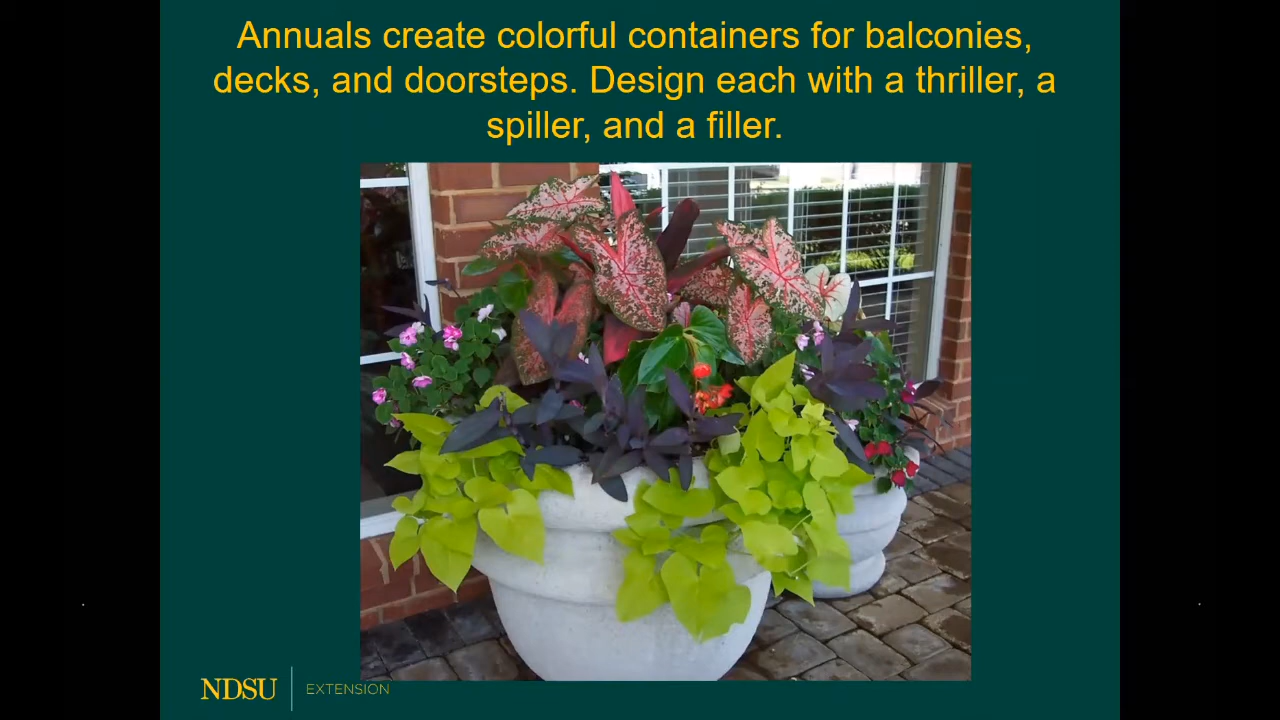 Annuals create colorful containers for balconies,
decks, and doorsteps. Design each with a thriller, a
spiller, and a filler.
NDSU EXTENSION